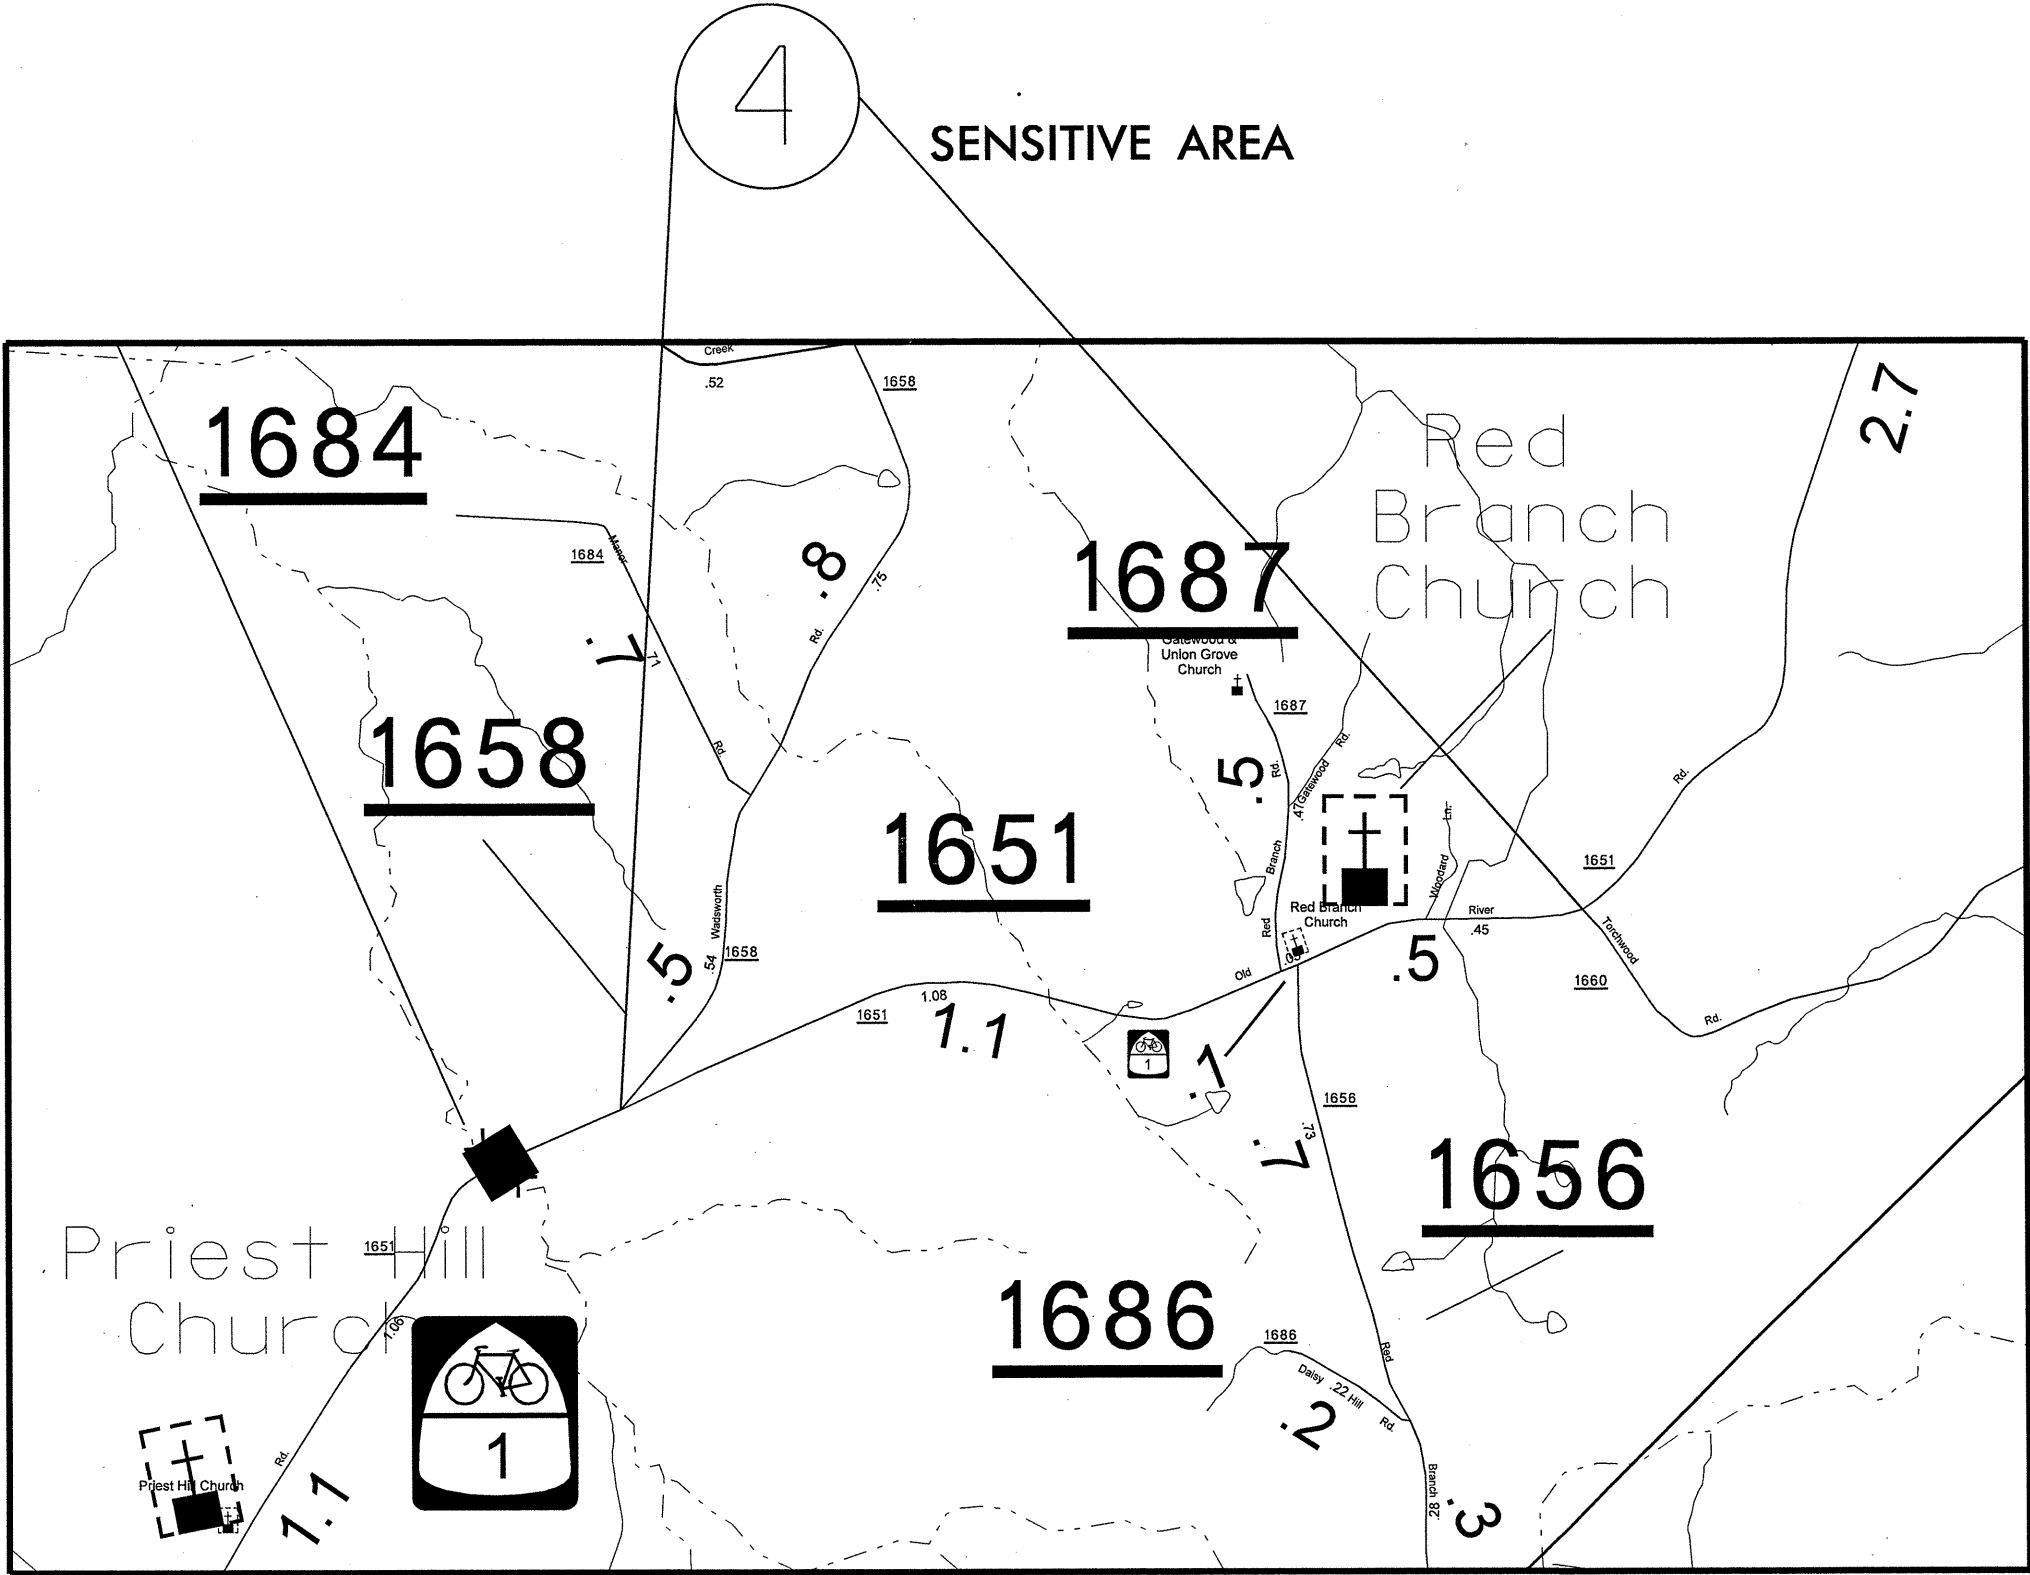 4
SENSITIVE AREA
Creek
.52
1658
2.7
1684
Red
Branch
Church
1684
Manor
.8
.75
1687
Rd.
.7
.71
Gatewood &
Union Grove
Church
1687
1658
Rd.
Rd.
.5
Rd.
.47
Gatewood
Rd.
1651
Ln.
Woodard
1651
Wadsworth
Branch
Red
Red Branch
Church
River
.45
Torchwood
.5
.54
1658
.05
.5
Old
1660
1.08
1651
1.1
Rd.
1
.1
1656
.73
.7
1656
Priest Hill
Church
1651
1.06
1686
1686
Red
Daisy .22 Hill
Rd.
.2
1
Rd.
Priest Hill Church
1.1
Branch
.28
.3